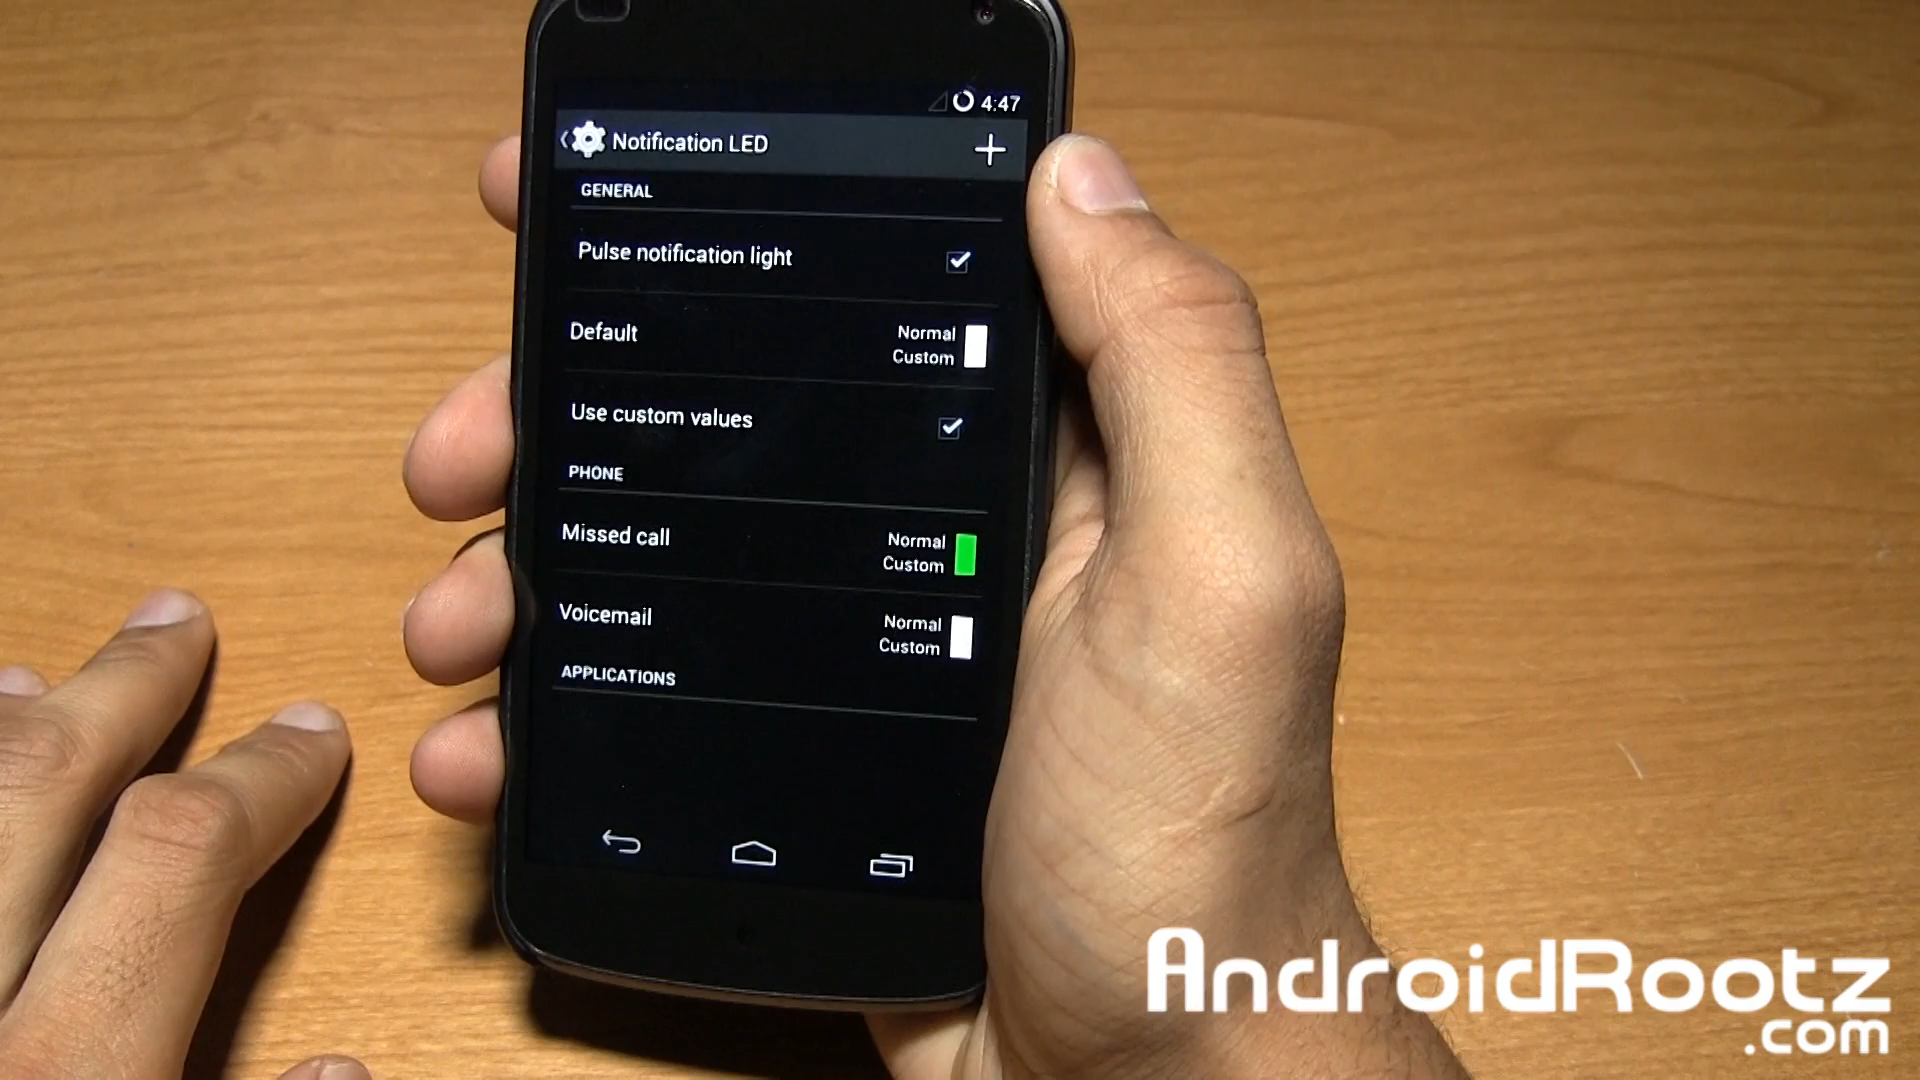 4:47
Notification LED
GENERAL
Pulse notification light
Default
Normal
Custom
Use custom values
PHONE
Missed call
Normal
Custom
Voicemail
Normal
Custom
APPLICATIONS
AndroidRootz
.com